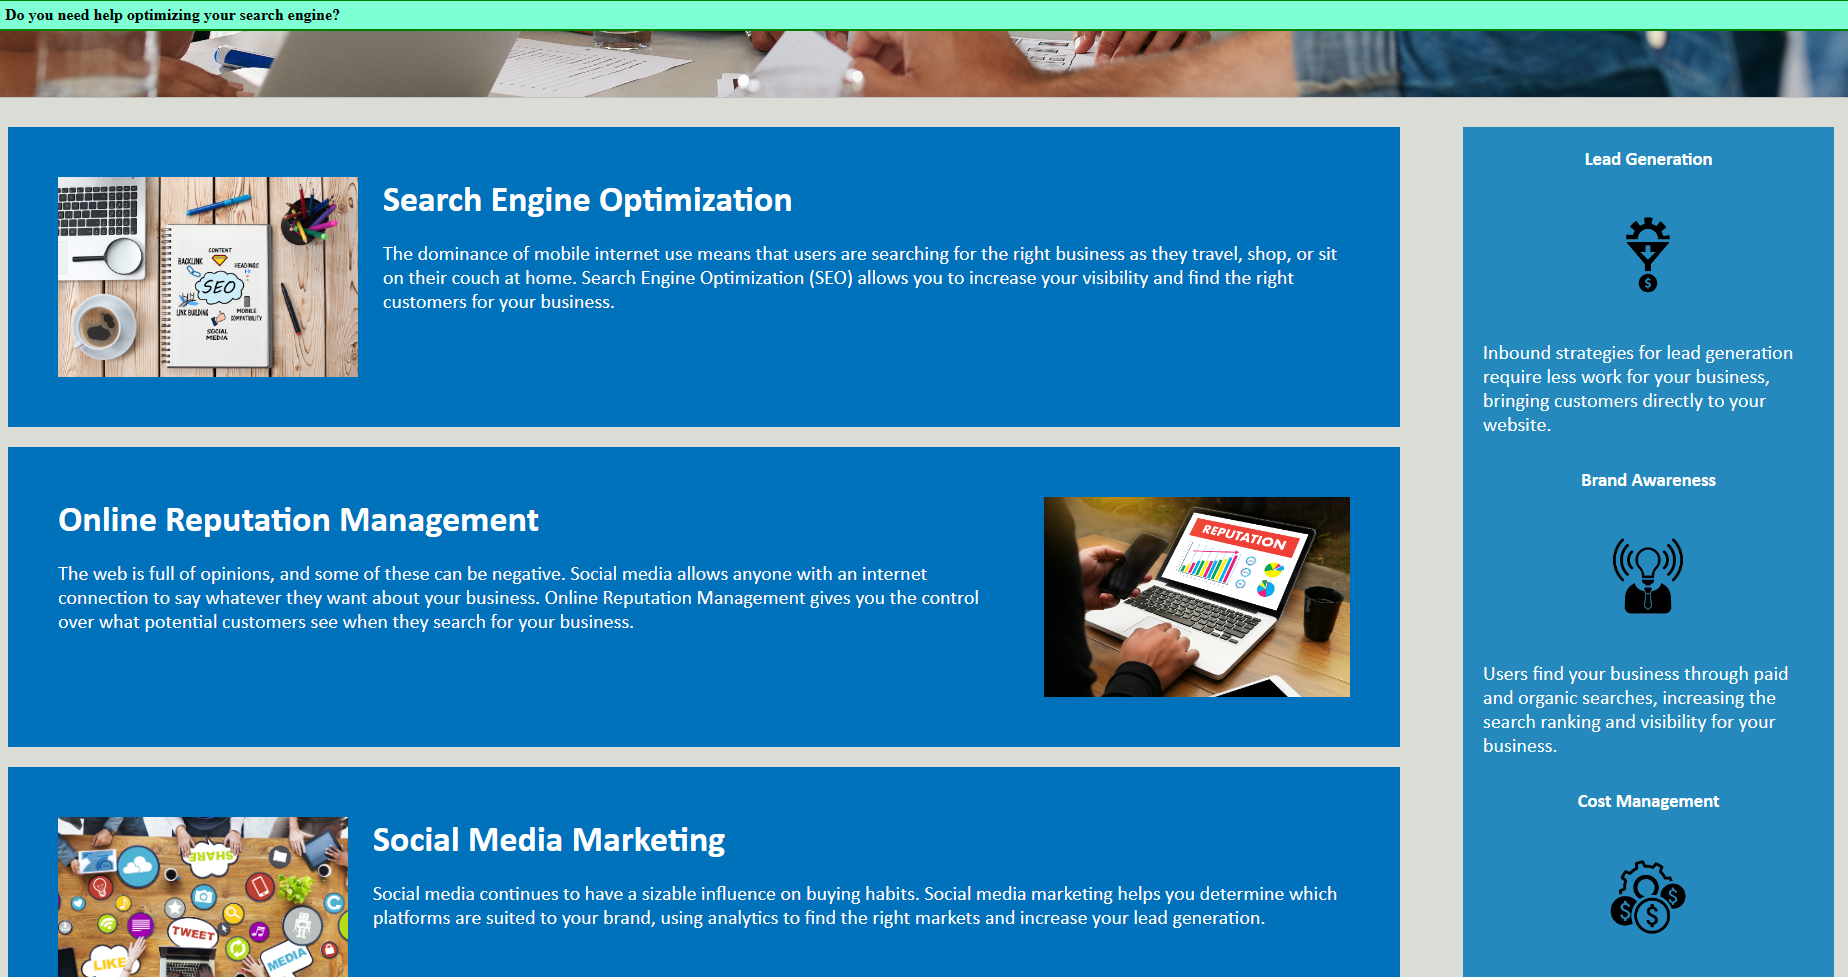 Do you need help optimizing your search engine?
Search Engine Optimization
The dominance of mobile internet use means that users are searching for the right business as they travel, shop, or sit
on their couch at home. Search Engine Optimization (SEO) allows you to increase your visibility and find the right
customers for your business.
CONTENT
BACKLINK
HEADINGS
SEO
LINK BUILDING
MOBILE
COMPATIBILITY
SOCIAL
MEDIA
Online Reputation Management
The web is full of opinions, and some of these can be negative. Social media allows anyone with an internet
connection to say whatever they want about your business. Online Reputation Management gives you the control
over what potential customers see when they search for your business.
REPUTATION
Social Media Marketing
Social media continues to have a sizable influence on buying habits. Social media marketing helps you determine which
platforms are suited to your brand, using analytics to find the right markets and increase your lead generation.
SHARE
TWEET
LIKE
MEDIA
Lead Generation
$
Inbound strategies for lead generation
require less work for your business,
bringing customers directly to your
website.
Brand Awareness
Users find your business through paid
and organic searches, increasing the
search ranking and visibility for your
business.
Cost Management
$
$ $